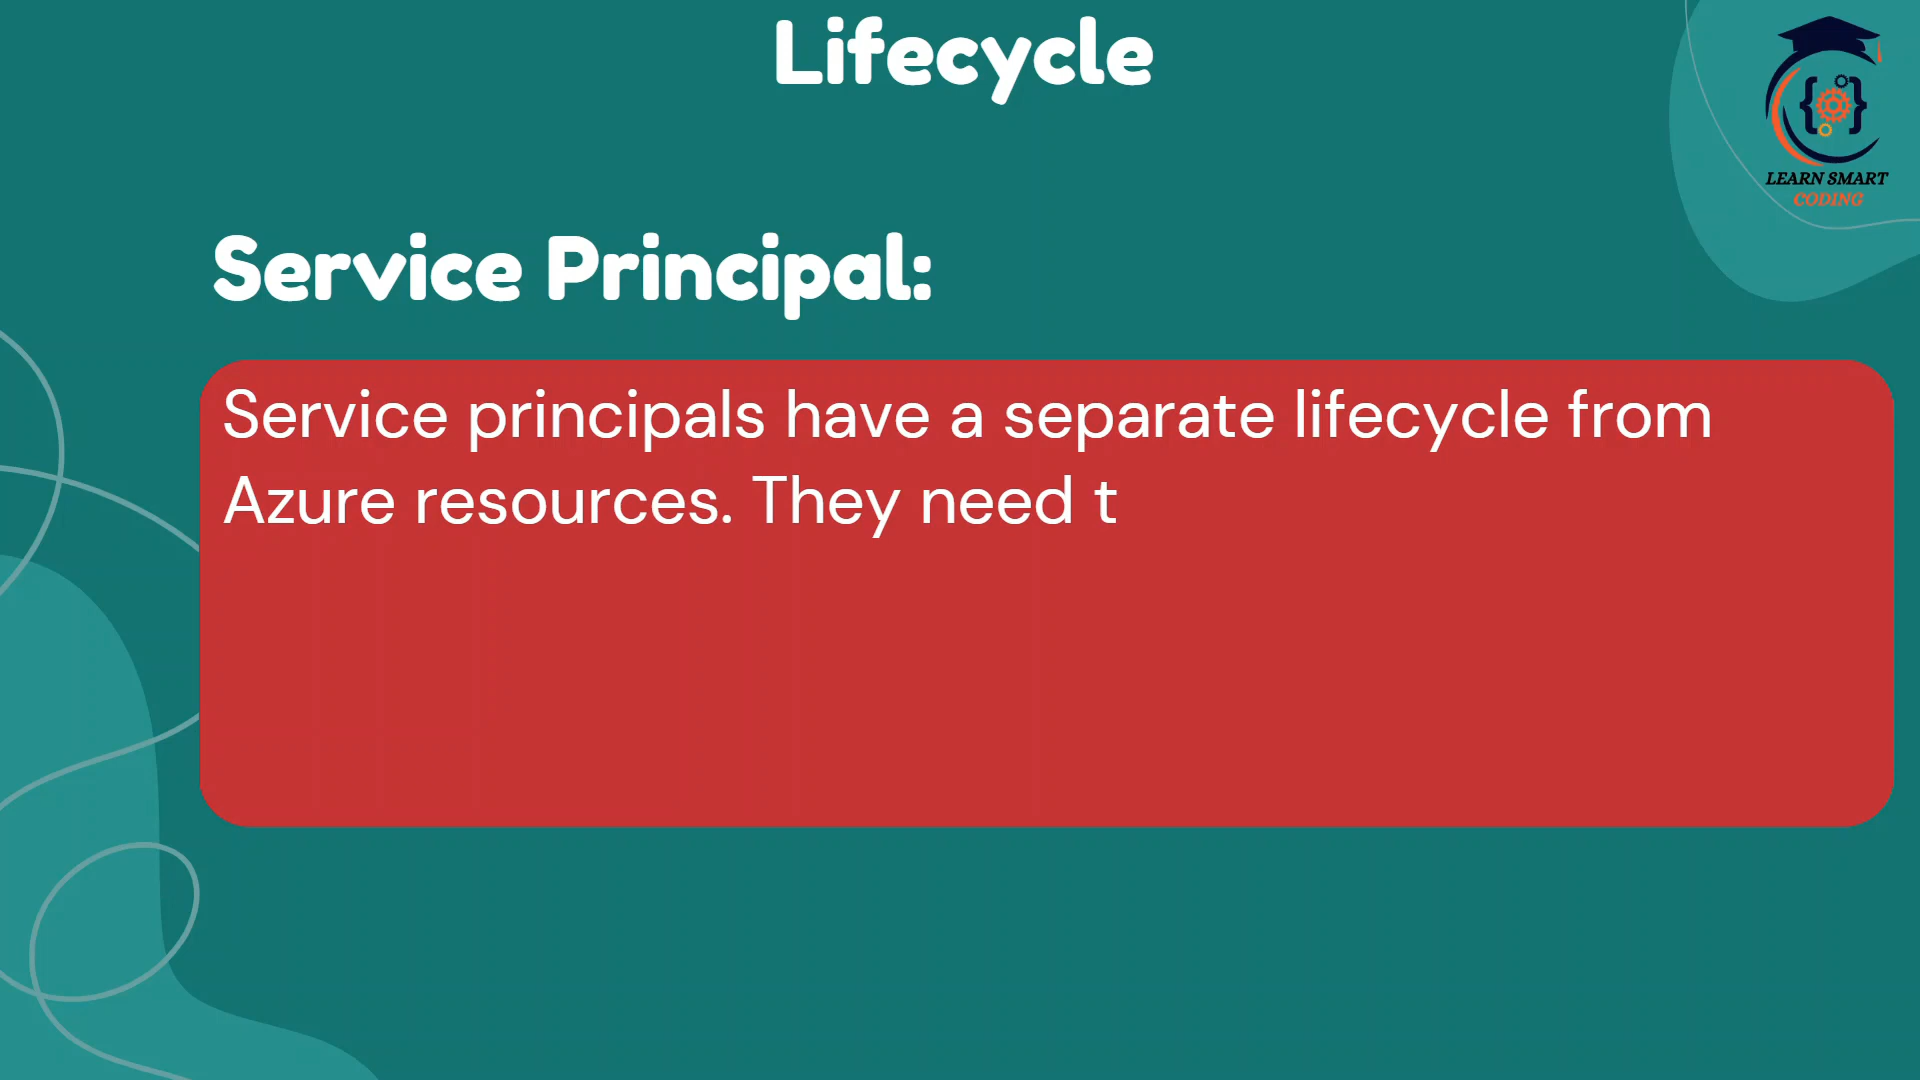 Lifecycle
{ }
LEARN SMART
CODING
Service Principal:
Service principals have a separate lifecycle from
Azure resources. They need t